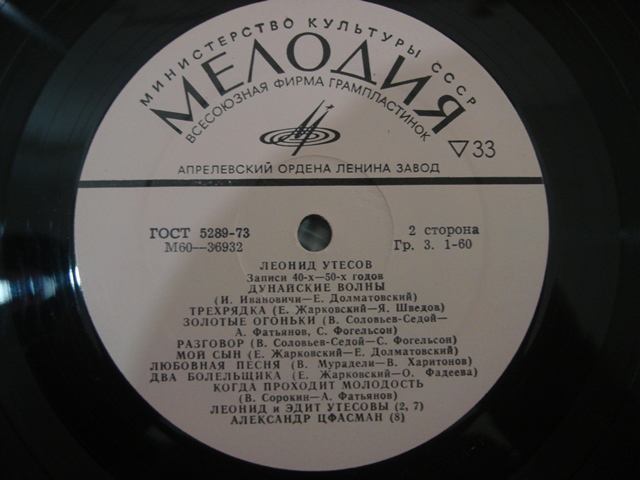 МИНИСТЕРСТВО КУЛЬТУРЫ СССР
МЕЛОДИЯ
ВСЕСОЮЗНАЯ ФИРМА ГРАМПЛАСТИНОК
33
АПРЕЛЕВСКИЙ ОРДЕНА ЛЕНИНА ЗАВОД
ГОСТ 5289-73 2 сторона
М60—36932 Гр. 3. 1-60
ЛЕОНИД УТЕСОВ
Записи 40-х—50-х годов
ДУНАЙСКИЕ ВОЛНЫ
(И. Ивановичи—Е. Долматовский)
ТРЕХРЯДКА (Е. Жарковский—Я. Шведов)
ЗОЛОТЫЕ ОГОНЬКИ (В. Соловьев-Седой—
А. Фатьянов, С. Фогельсон)
РАЗГОВОР (В. Соловьев-Седой—С. Фогельсон)
МОЙ СЫН (Е. Жарковский—Е. Долматовский)
ЛЮБОВНАЯ ПЕСНЯ (В. Мурадели—В. Харитонов)
ДВА БОЛЕЛЬЩИКА (Е. Жарковский—О. Фадеева)
КОГДА ПРОХОДИТ МОЛОДОСТЬ
(В. Сорокин—А. Фатьянов)
ЛЕОНИД и ЭДИТ УТЕСОВЫ (2, 7)
АЛЕКСАНДР ЦФАСМАН (8)